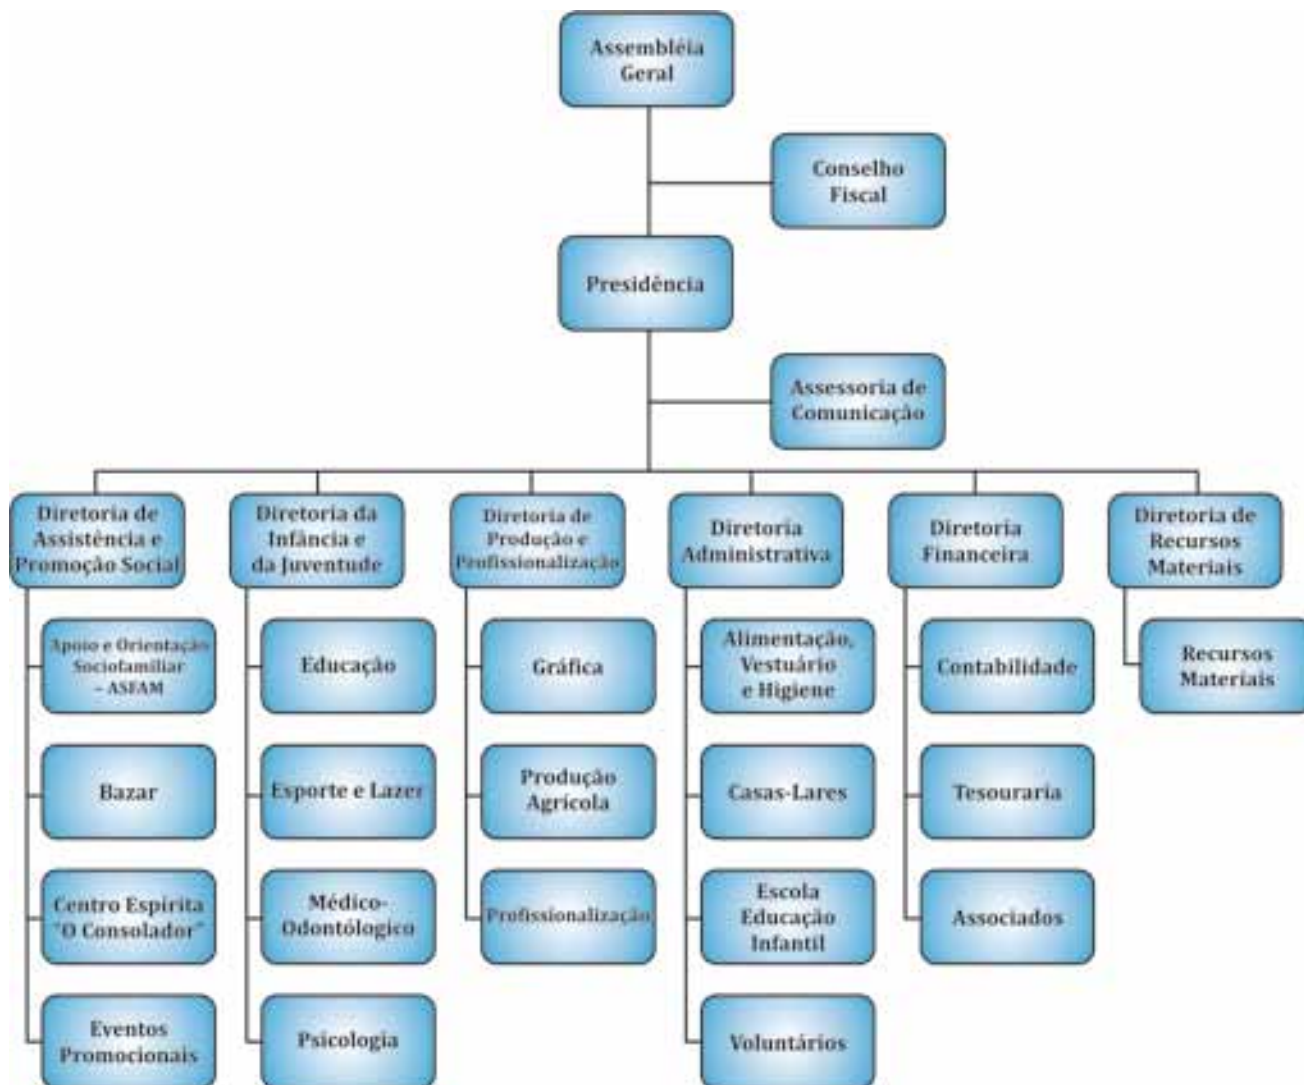 Assembléia
Geral
Conselho
Fiscal
Presidência
Assessoria de
Comunicação
Diretoria de
Assistência e
Promoção Social
Diretoria da
Infância e
da Juventude
Diretoria de
Produção e
Profissionalização
Diretoria
Administrativa
Diretoria
Financeira
Diretoria de
Recursos
Materiais
Apoio e Orientação
Sociofamiliar
– ASFAM
Educação
Gráfica
Alimentação,
Vestuário
e Higiene
Contabilidade
Recursos
Materiais
Bazar
Esporte e Lazer
Produção
Agrícola
Casas-Lares
Tesouraria
Centro Espírita
"O Consolador"
Médico-
Odontólogico
Profissionalização
Escola
Educação
Infantil
Associados
Eventos
Promocionais
Psicologia
Voluntários